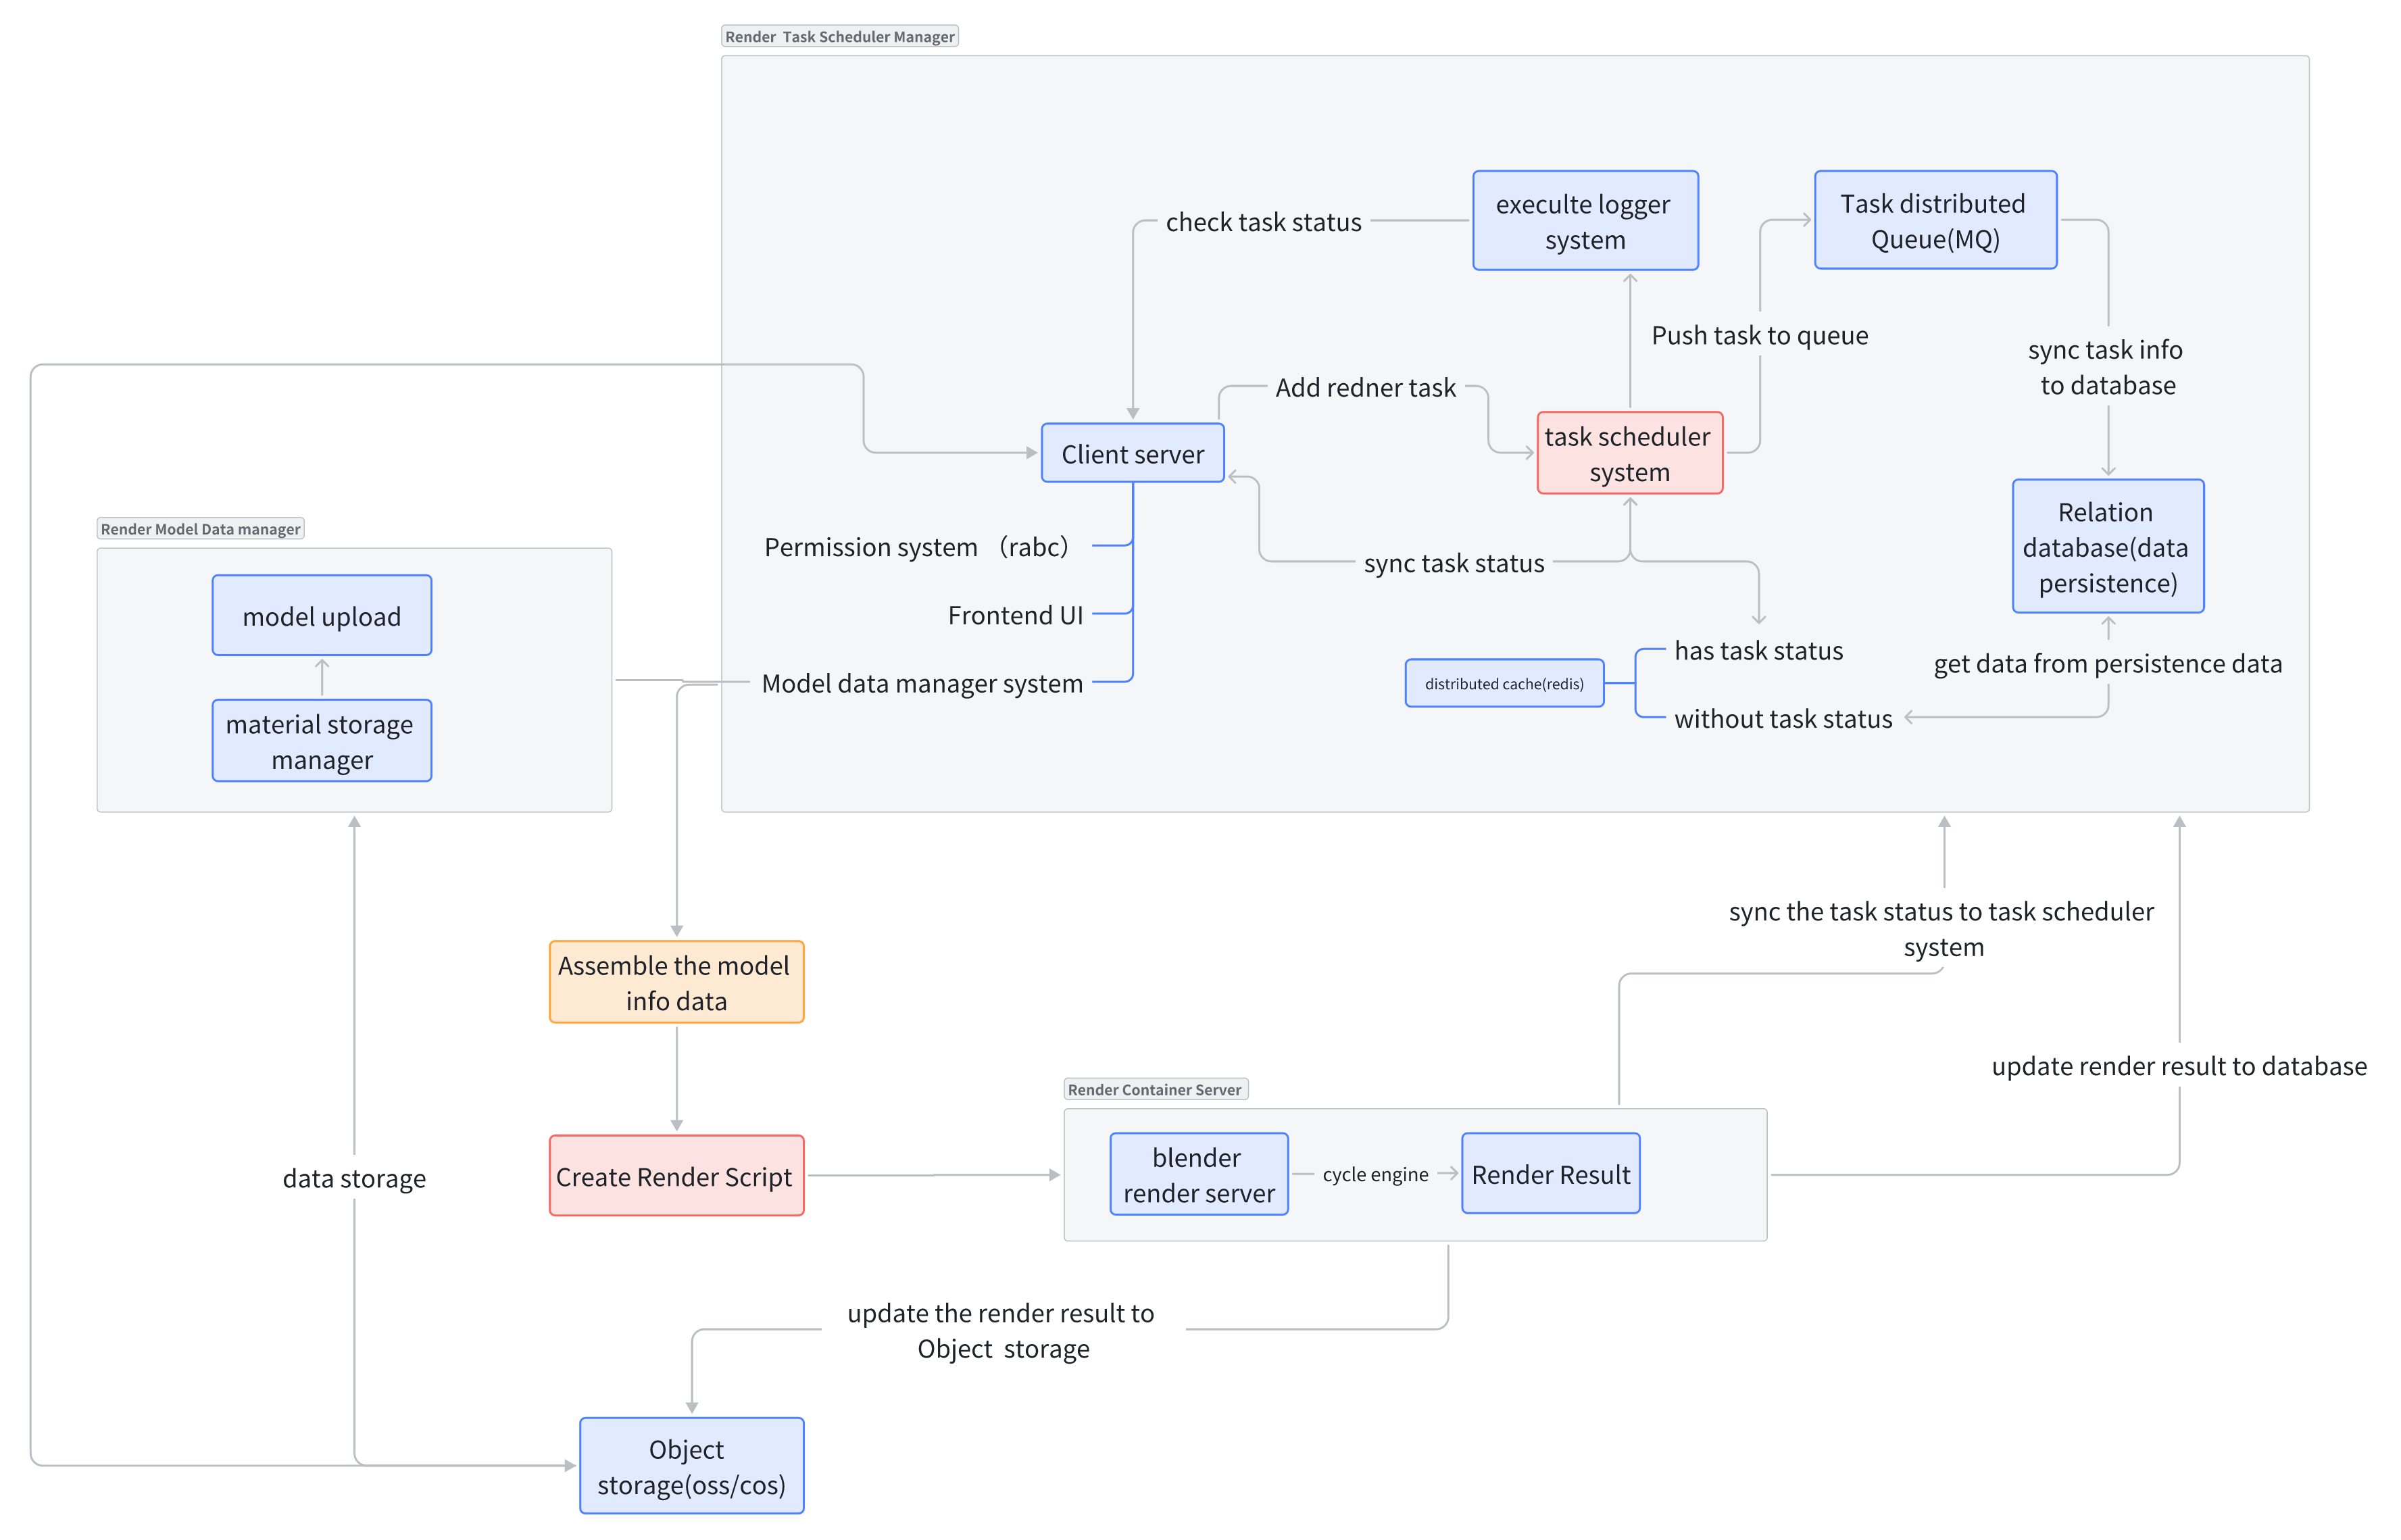 Render  Task Scheduler Manager
execulte logger
system
Task distributed
Queue(MQ)
check task status
Push task to queue
sync task info
to database
Add redner task
task scheduler
system
Client server
Relation
database(data
persistence)
Render Model Data manager
Permission system （rabc）
sync task status
model upload
Frontend UI
has task status
get data from persistence data
Model data manager system
distributed cache(redis)
without task status
material storage
manager
sync the task status to task scheduler
system
Assemble the model
info data
update render result to database
Render Container Server
Create Render Script
blender
render server
cycle engine
Render Result
data storage
update the render result to
Object  storage
Object
storage(oss/cos)